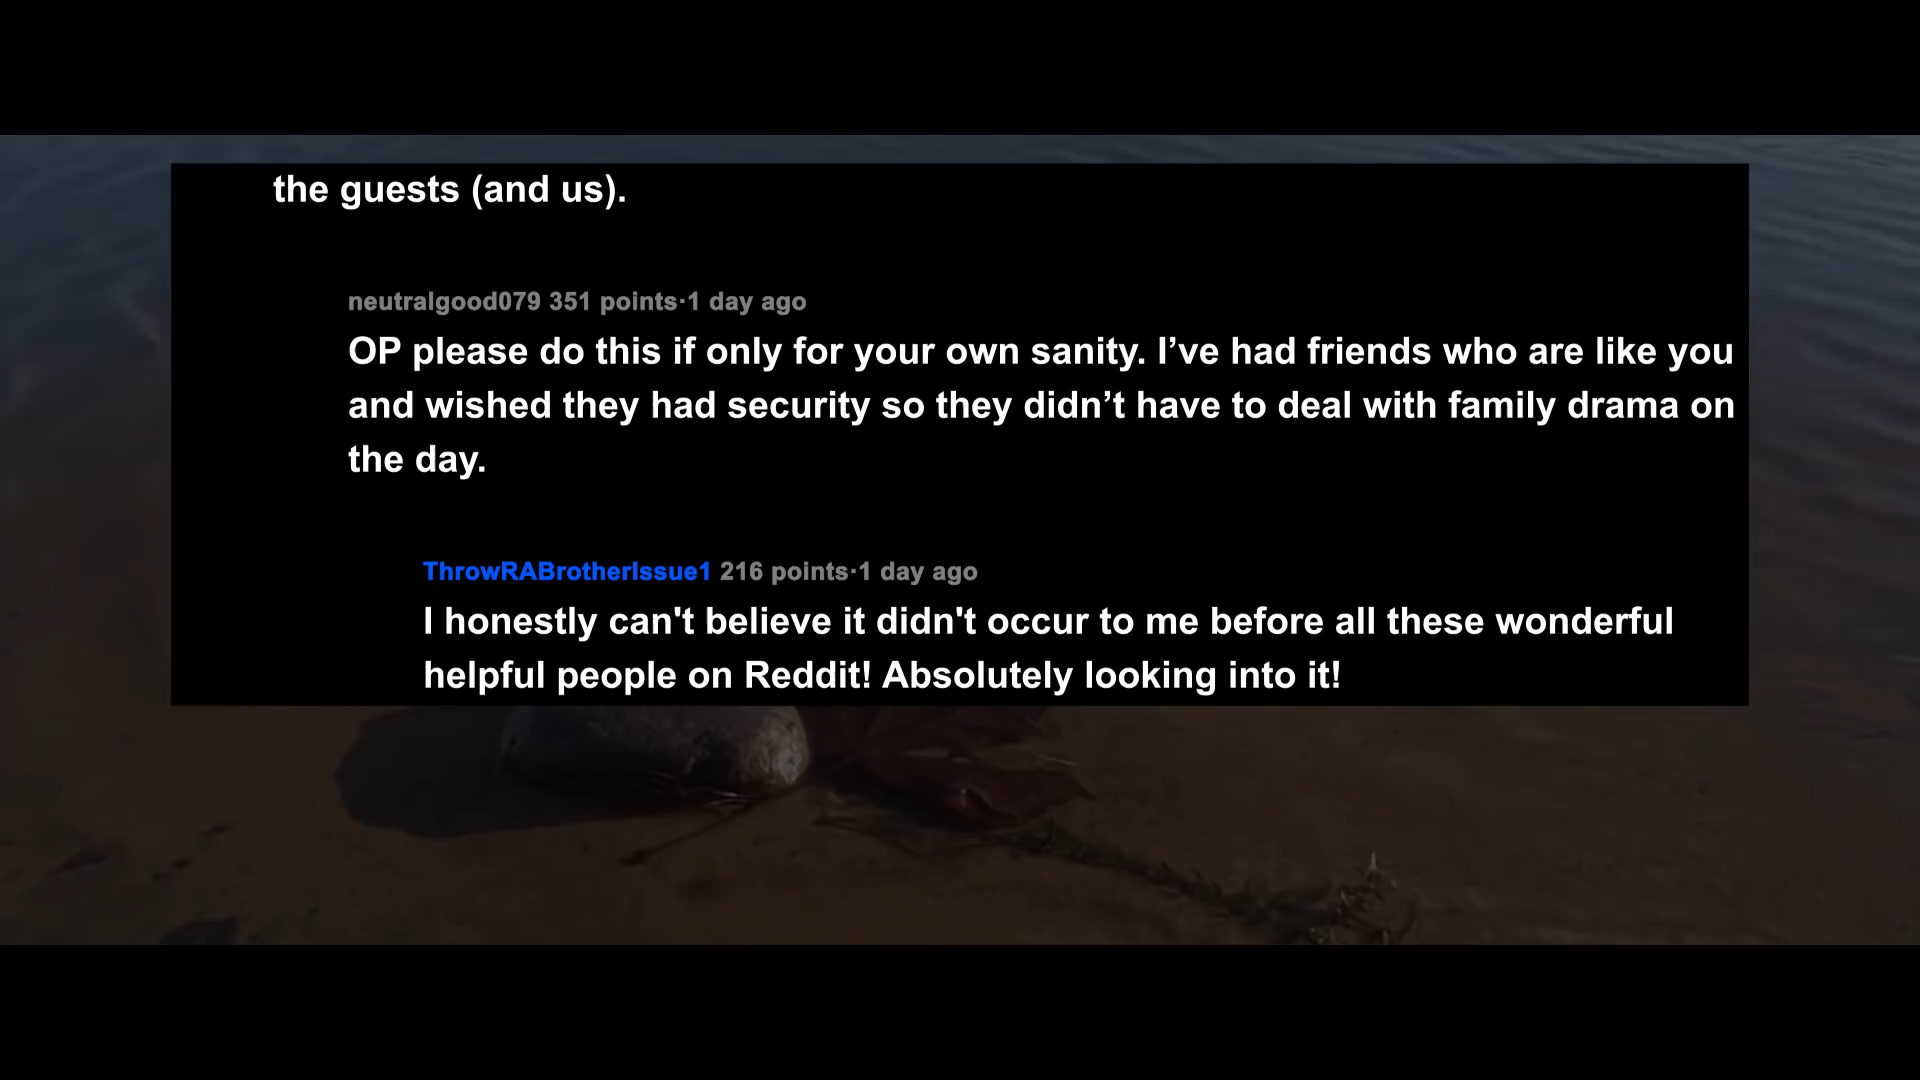 the guests (and us).
neutralgood079 351 points·1 day ago
OP please do this if only for your own sanity. I’ve had friends who are like you
and wished they had security so they didn’t have to deal with family drama on
the day.
ThrowRABrotherIssue1 216 points·1 day ago
I honestly can't believe it didn't occur to me before all these wonderful
helpful people on Reddit! Absolutely looking into it!